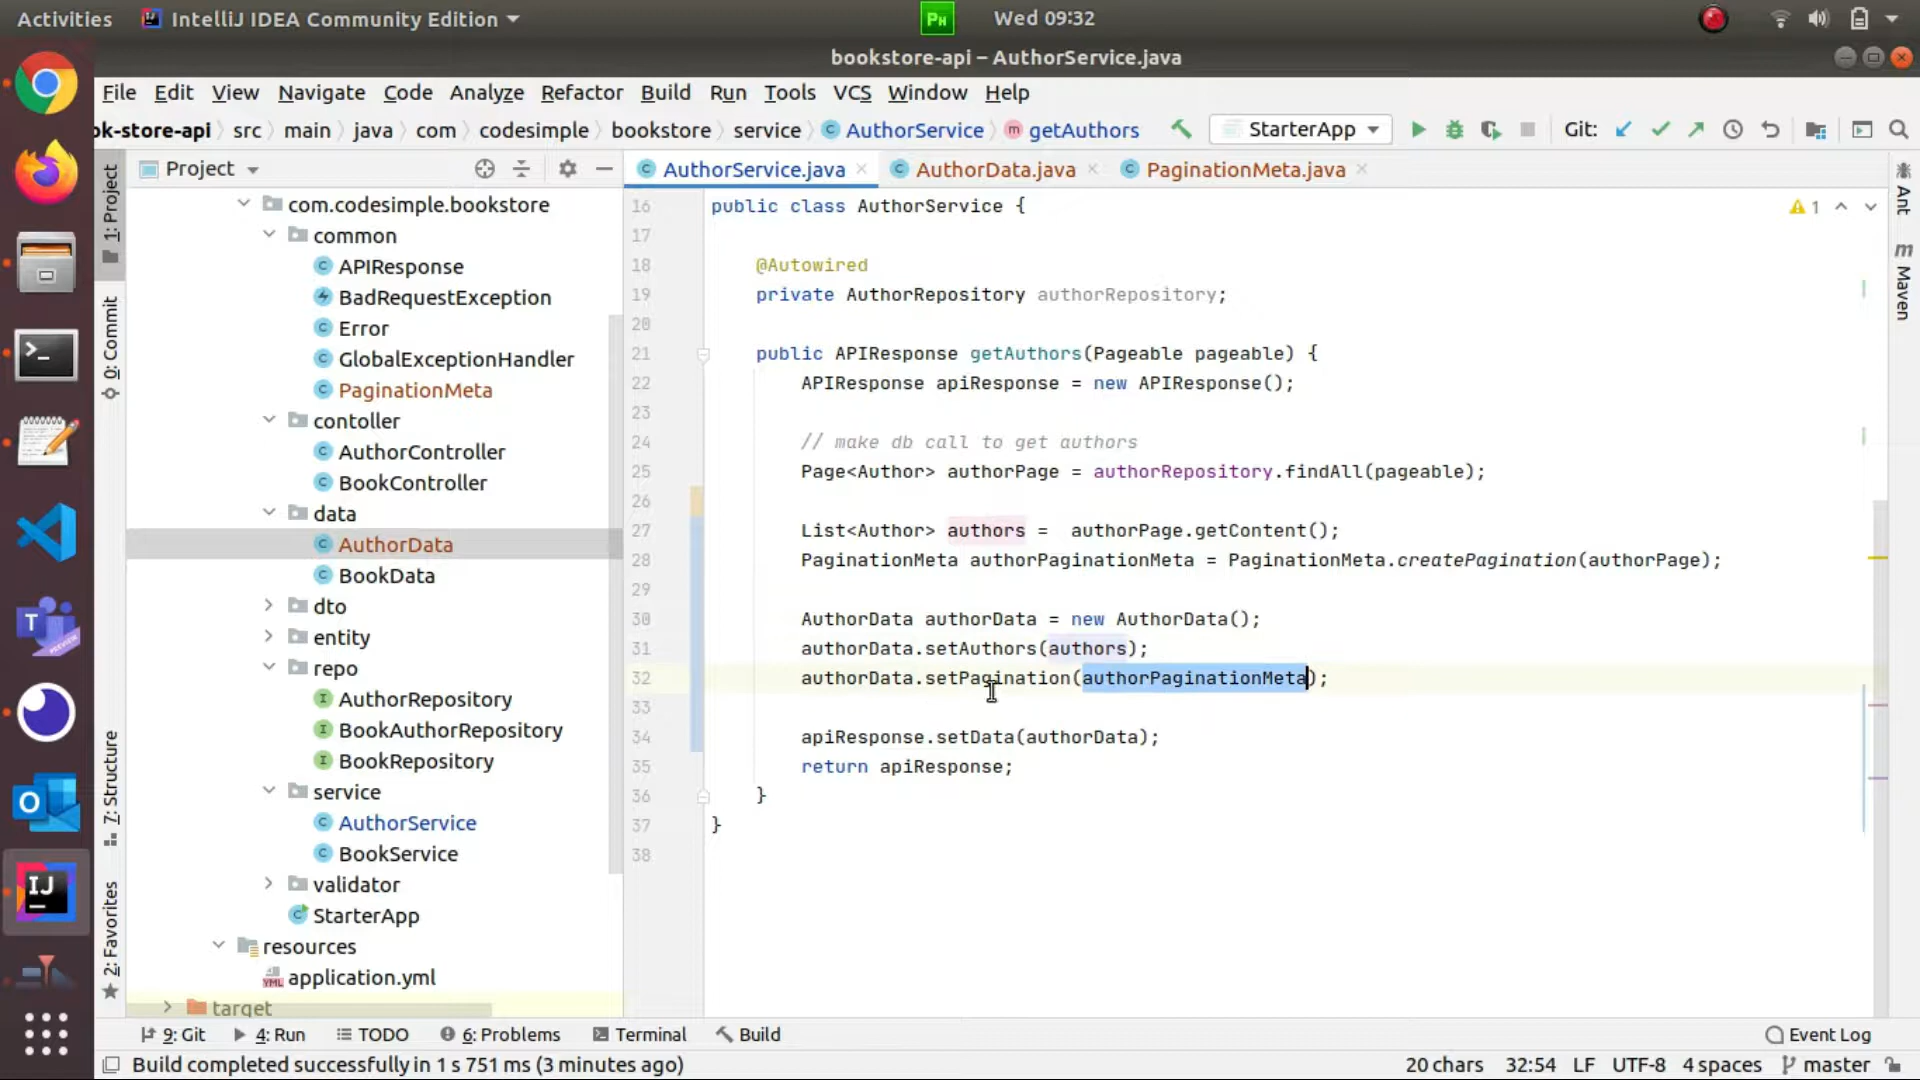 Activities
IntelliJ IDEA Community Edition
PH
Wed 09:32
bookstore-api – AuthorService.java
File Edit View Navigate Code Analyze Refactor Build Run Tools VCS Window Help
ok-store-api src main java com codesimple bookstore service AuthorService getAuthors
StarterApp
Git:
Project
AuthorService.java
AuthorData.java
PaginationMeta.java
1: Project
0: Commit
7: Structure
2: Favorites
com.codesimple.bookstore
common
APIResponse
BadRequestException
Error
GlobalExceptionHandler
PaginationMeta
contoller
AuthorController
BookController
data
AuthorData
BookData
dto
entity
repo
AuthorRepository
BookAuthorRepository
BookRepository
service
AuthorService
BookService
validator
StarterApp
resources
application.yml
target
16 public class AuthorService {
17
18 @Autowired
19 private AuthorRepository authorRepository;
20
21 public APIResponse getAuthors(Pageable pageable) {
22 APIResponse apiResponse = new APIResponse();
23
24 // make db call to get authors
25 Page<Author> authorPage = authorRepository.findAll(pageable);
26
27 List<Author> authors =  authorPage.getContent();
28 PaginationMeta authorPaginationMeta = PaginationMeta.createPagination(authorPage);
29
30 AuthorData authorData = new AuthorData();
31 authorData.setAuthors(authors);
32 authorData.setPagination(authorPaginationMeta);
33
34 apiResponse.setData(authorData);
35 return apiResponse;
36 }
37 }
38
1
Ant
m Maven
9: Git 4: Run TODO 6: Problems Terminal Build
Event Log
Build completed successfully in 1 s 751 ms (3 minutes ago)
20 chars 32:54 LF UTF-8 4 spaces master